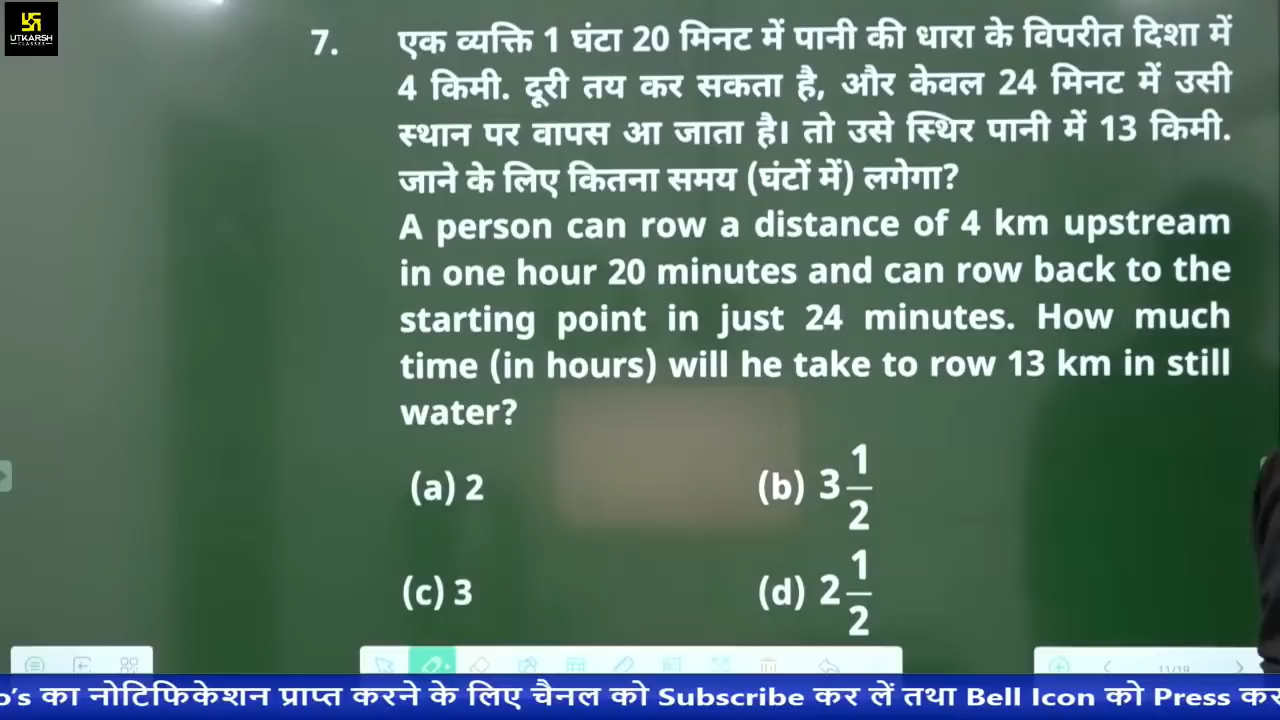 UTKARSH
CLASSES
7. एक व्यक्ति 1 घंटा 20 मिनट में पानी की धारा के विपरीत दिशा में
4 किमी. दूरी तय कर सकता है, और केवल 24 मिनट में उसी
स्थान पर वापस आ जाता है। तो उसे स्थिर पानी में 13 किमी.
जाने के लिए कितना समय (घंटों में) लगेगा?
A person can row a distance of 4 km upstream
in one hour 20 minutes and can row back to the
starting point in just 24 minutes. How much
time (in hours) will he take to row 13 km in still
water?
(a) 2 (b) 3 1/2
(c) 3 (d) 2 1/2
11/19
o's का नोटिफिकेशन प्राप्त करने के लिए चैनल को Subscribe कर लें तथा Bell Icon को Press कर